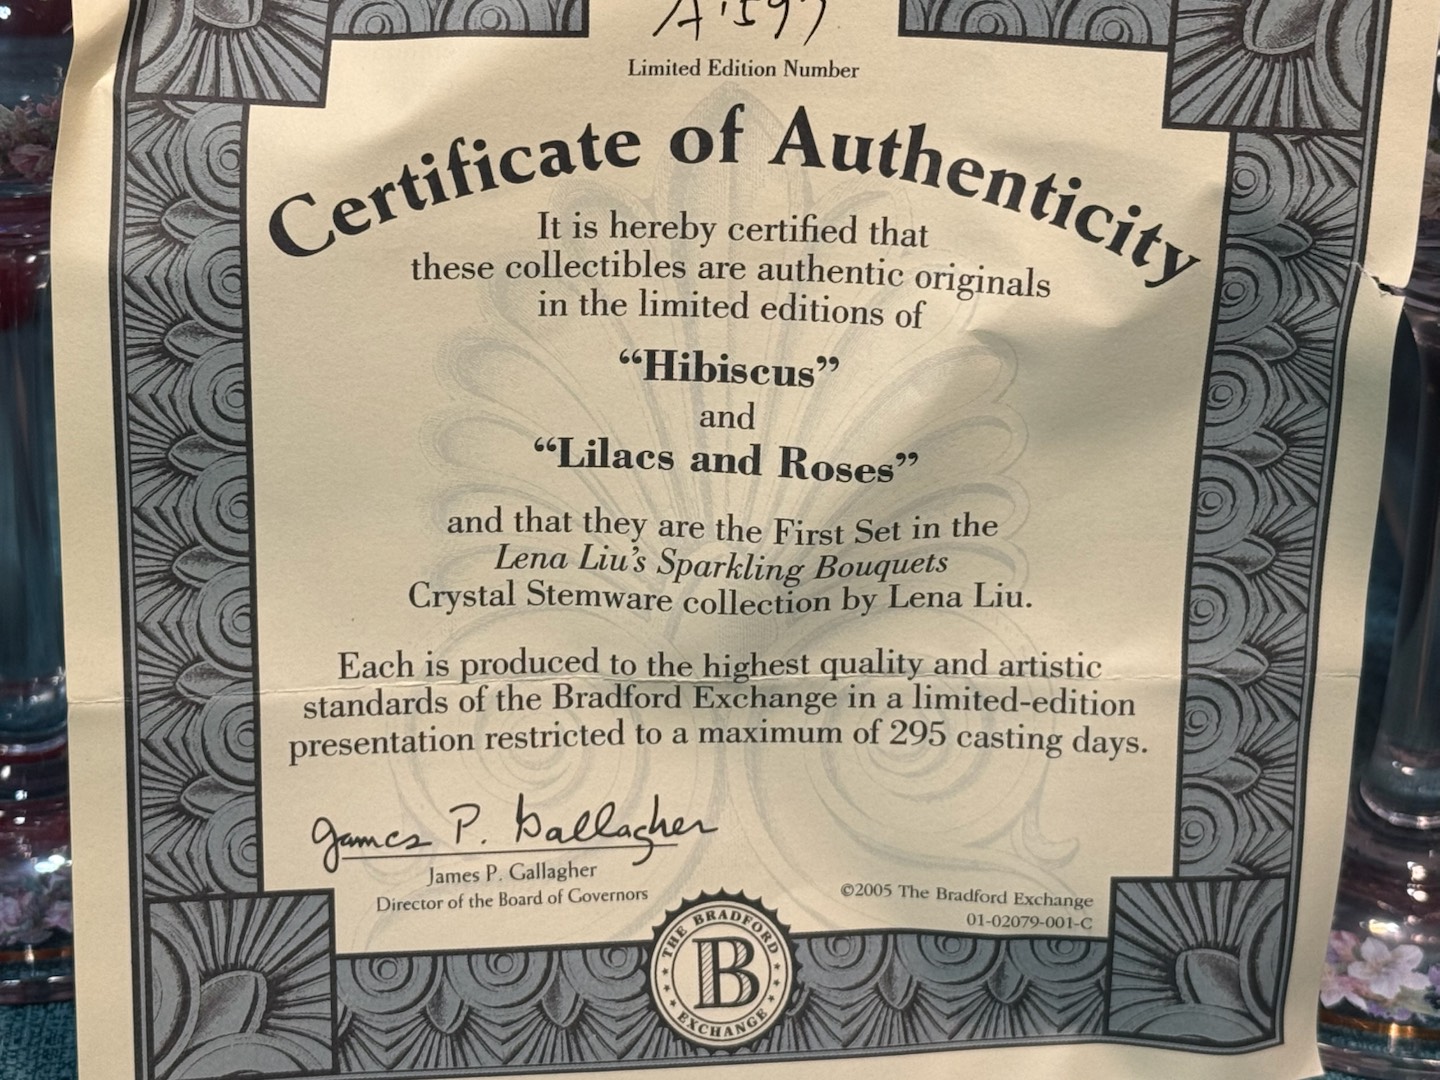 Limited Edition Number
Certificate of Authenticity
It is hereby certified that
these collectibles are authentic originals
in the limited editions of
“Hibiscus”
and
“Lilacs and Roses”
and that they are the First Set in the
Lena Liu’s Sparkling Bouquets
Crystal Stemware collection by Lena Liu.
Each is produced to the highest quality and artistic
standards of the Bradford Exchange in a limited-edition
presentation restricted to a maximum of 295 casting days.
James P. Gallagher
James P. Gallagher
Director of the Board of Governors
©2005 The Bradford Exchange
01-02079-001-C
THE BRADFORD
B
EXCHANGE